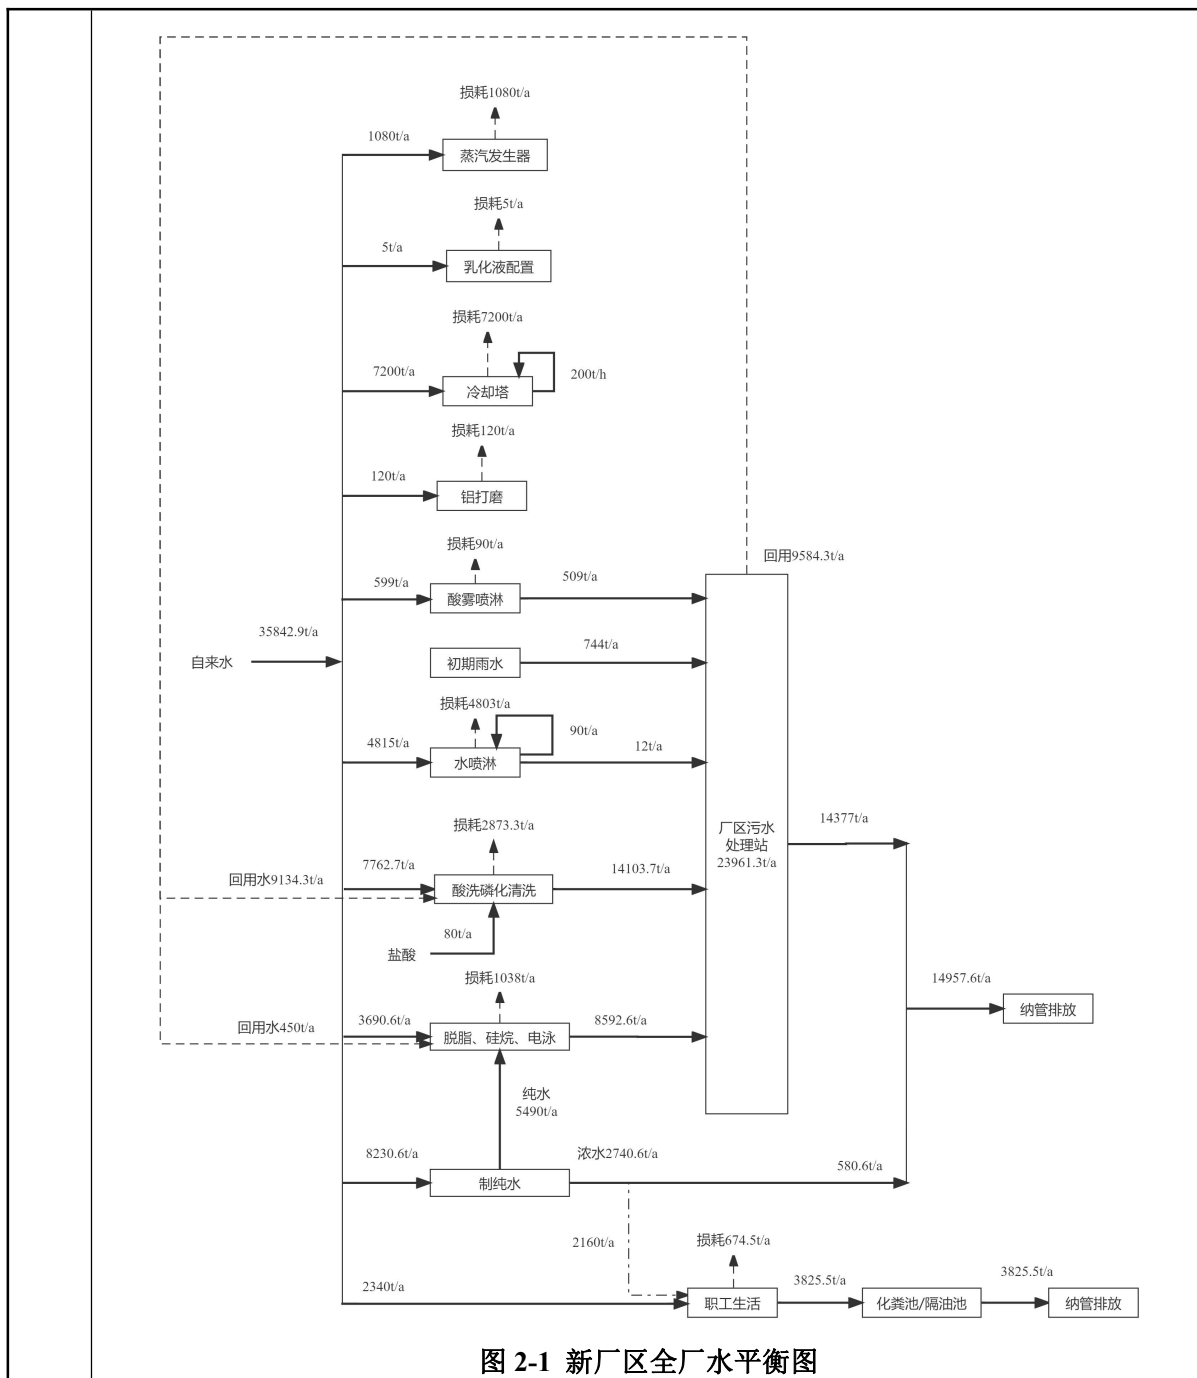 损耗1080t/a
1080t/a
蒸汽发生器
损耗5t/a
5t/a
乳化液配置
损耗7200t/a
7200t/a
200t/h
冷却塔
损耗120t/a
120t/a
铝打磨
回用9584.3t/a
损耗90t/a
599t/a
509t/a
酸雾喷淋
35842.9t/a
自来水
744t/a
初期雨水
损耗4803t/a
4815t/a
90t/a
12t/a
水喷淋
厂区污水
处理站
23961.3t/a
14377t/a
损耗2873.3t/a
回用水9134.3t/a
7762.7t/a
14103.7t/a
酸洗磷化清洗
80t/a
盐酸
损耗1038t/a
14957.6t/a
纳管排放
回用水450t/a
3690.6t/a
8592.6t/a
脱脂、硅烷、电泳
纯水
5490t/a
8230.6t/a
浓水2740.6t/a
580.6t/a
制纯水
2160t/a
损耗674.5t/a
2340t/a
3825.5t/a
3825.5t/a
职工生活
化粪池/隔油池
纳管排放
图 2-1 新厂区全厂水平衡图